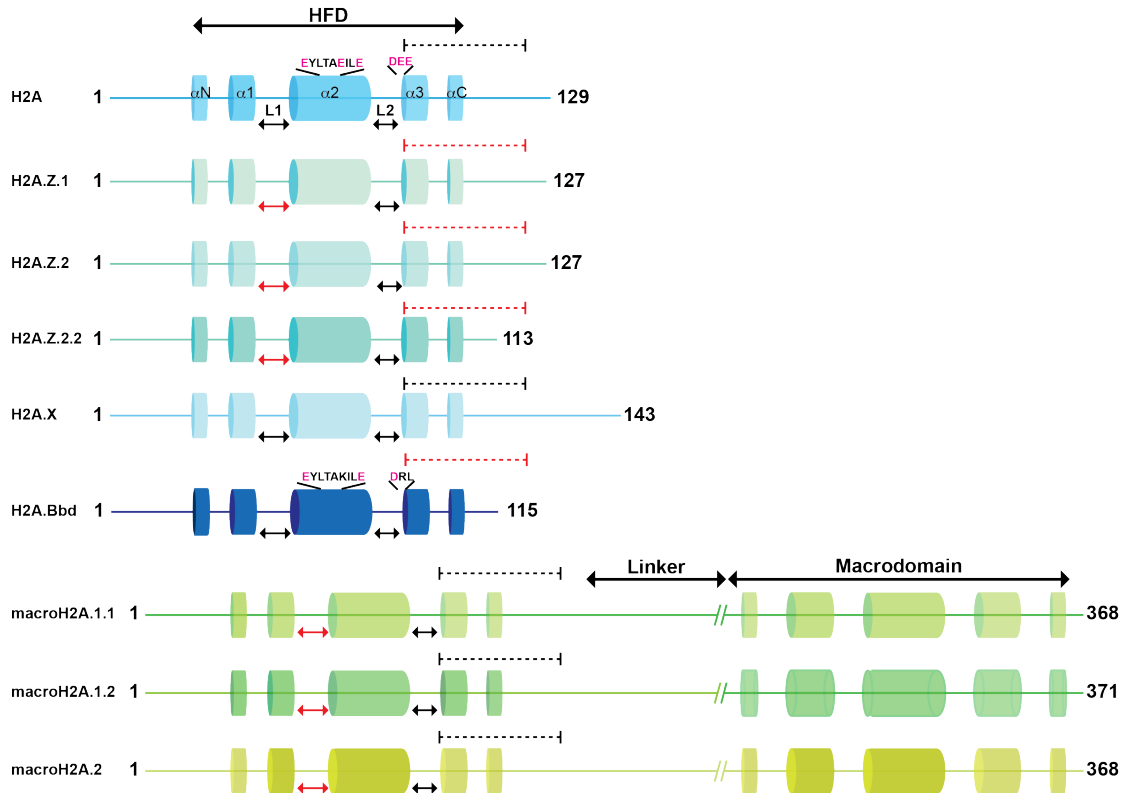 HFD
EYLTAEILE DEE
H2A 1 αN α1 L1 α2 L2 α3 αC 129
H2A.Z.1 1 127
H2A.Z.2 1 127
H2A.Z.2.2 1 113
H2A.X 1 143
EYLTAKILE DRL
H2A.Bbd 1 115
Linker Macrodomain
macroH2A.1.1 1 // 368
macroH2A.1.2 1 // 371
macroH2A.2 1 // 368